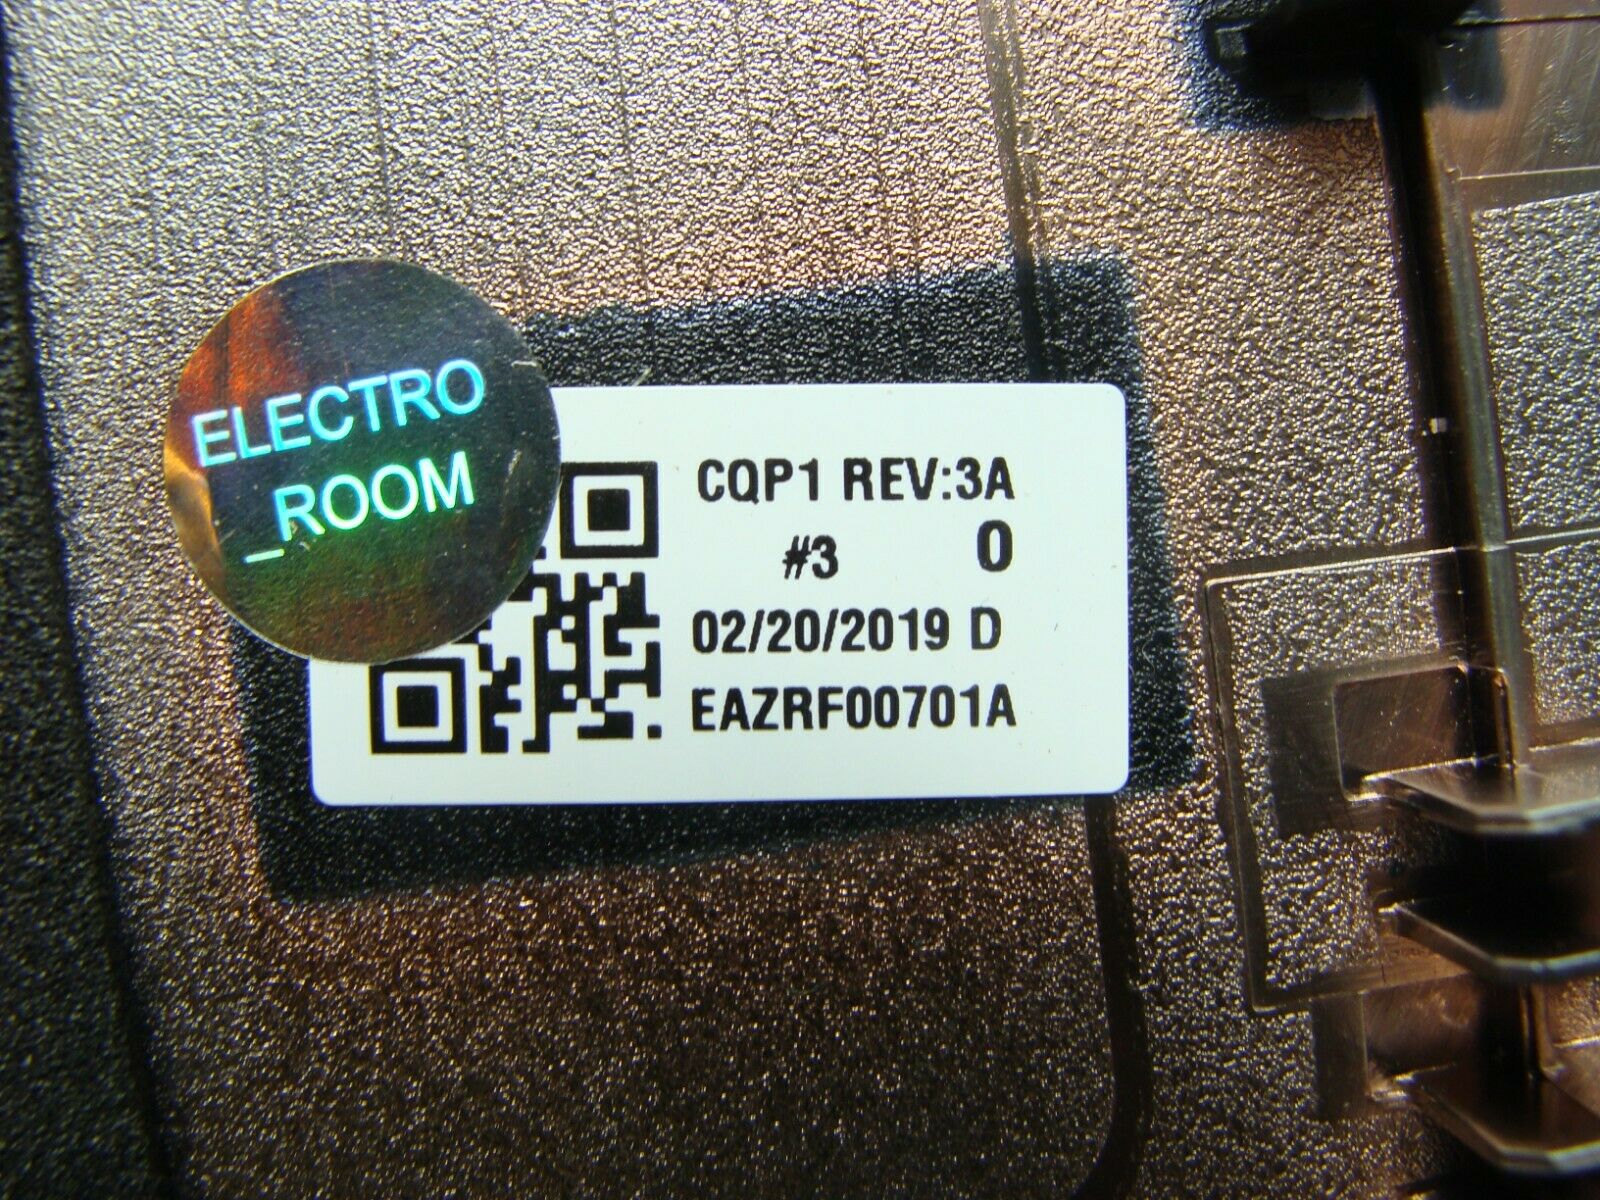 ELECTRO
_ROOM
CQP1 REV:3A
#3 0
02/20/2019 D
EAZRF00701A